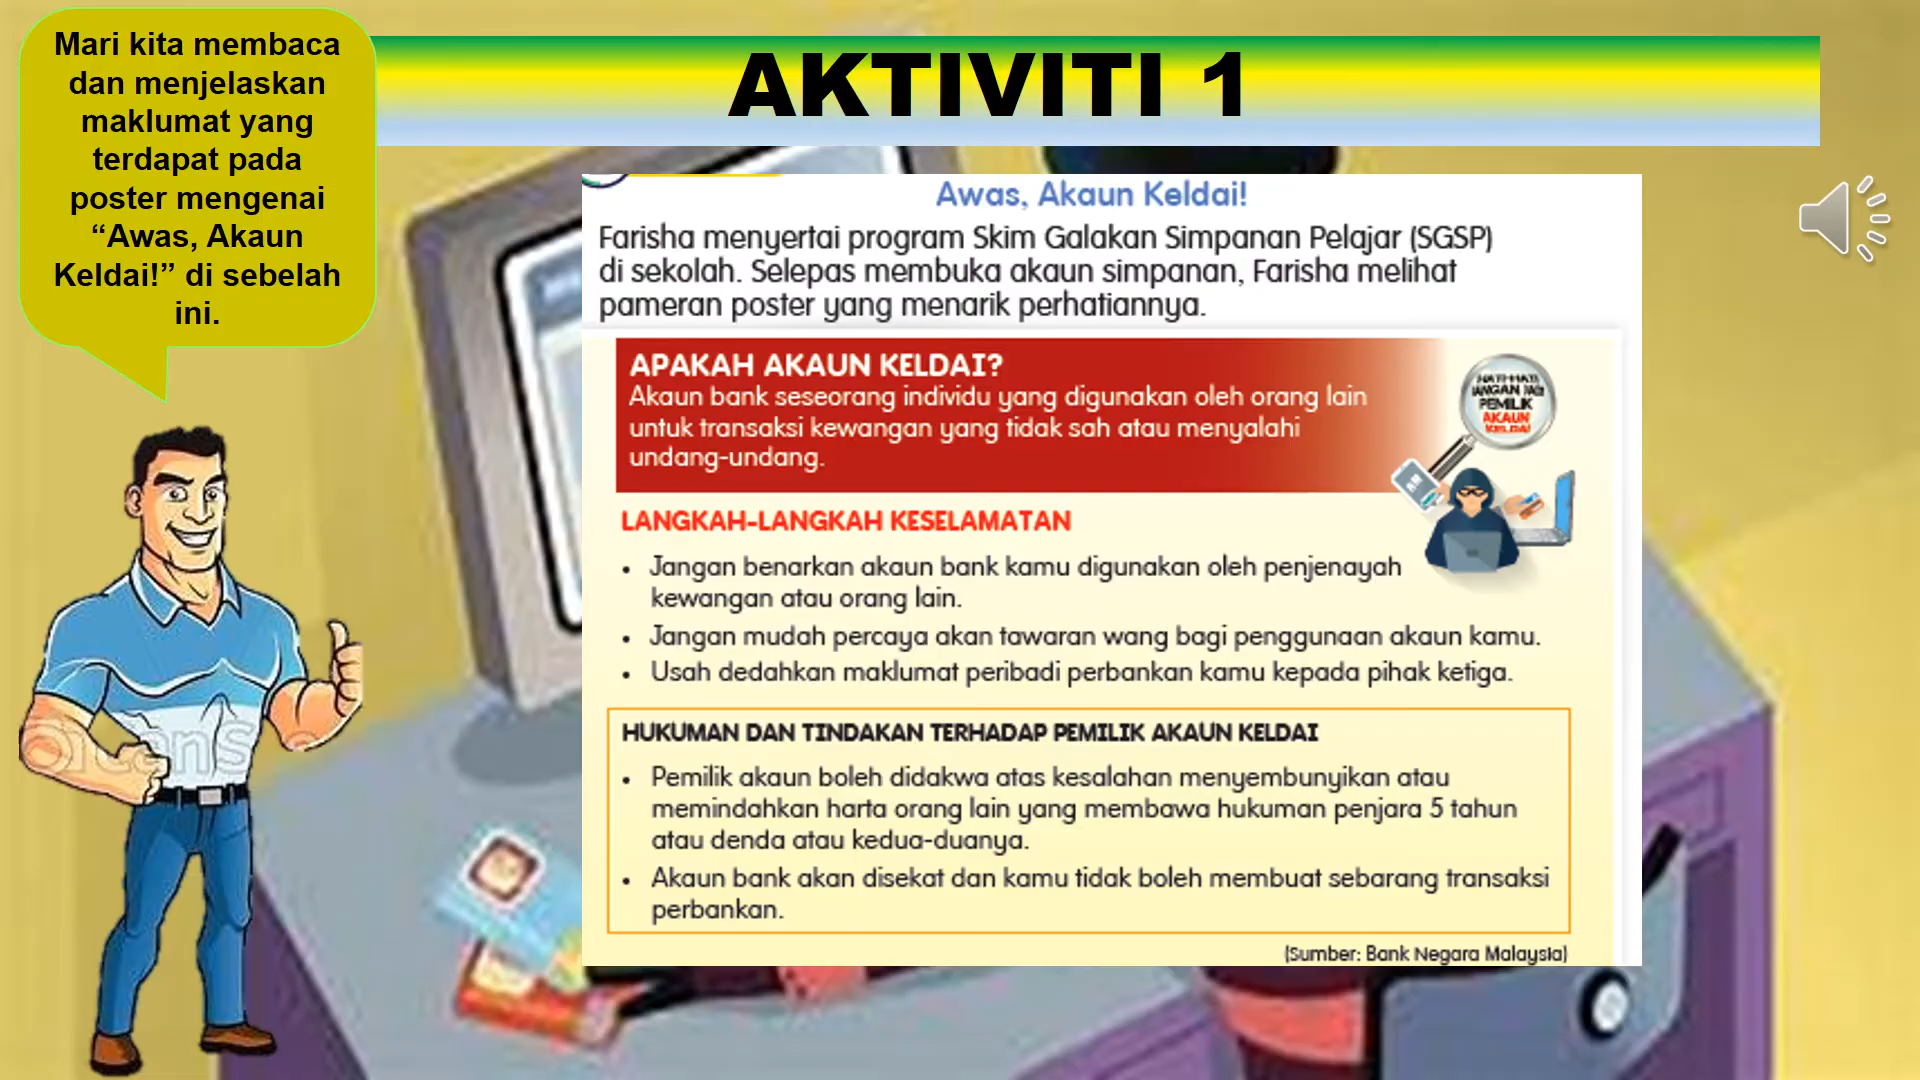 Mari kita membaca
dan menjelaskan
maklumat yang
terdapat pada
poster mengenai
“Awas, Akaun
Keldai!” di sebelah
ini.
AKTIVITI 1
Awas, Akaun Keldai!
Farisha menyertai program Skim Galakan Simpanan Pelajar (SGSP)
di sekolah. Selepas membuka akaun simpanan, Farisha melihat
pameran poster yang menarik perhatiannya.
APAKAH AKAUN KELDAI?
Akaun bank seseorang individu yang digunakan oleh orang lain
untuk transaksi kewangan yang tidak sah atau menyalahi
undang-undang.
HATI-HATI
JANGAN JADI
PEMILIK
AKAUN
KELDAI
LANGKAH-LANGKAH KESELAMATAN
• Jangan benarkan akaun bank kamu digunakan oleh penjenayah
kewangan atau orang lain.
• Jangan mudah percaya akan tawaran wang bagi penggunaan akaun kamu.
• Usah dedahkan maklumat peribadi perbankan kamu kepada pihak ketiga.
HUKUMAN DAN TINDAKAN TERHADAP PEMILIK AKAUN KELDAI
• Pemilik akaun boleh didakwa atas kesalahan menyembunyikan atau
memindahkan harta orang lain yang membawa hukuman penjara 5 tahun
atau denda atau kedua-duanya.
• Akaun bank akan disekat dan kamu tidak boleh membuat sebarang transaksi
perbankan.
(Sumber: Bank Negara Malaysia)